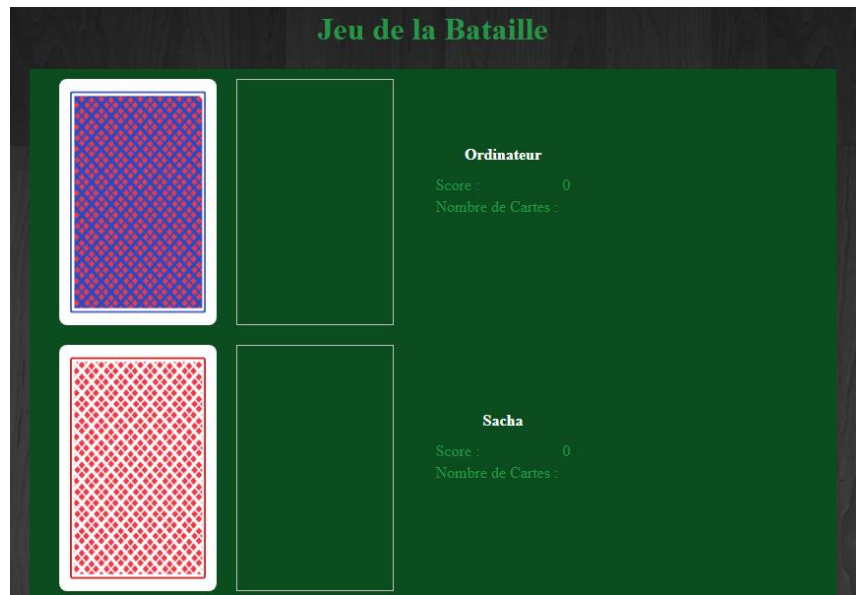 Jeu de la Bataille
Ordinateur
Score : 0
Nombre de Cartes :
Sacha
Score : 0
Nombre de Cartes :